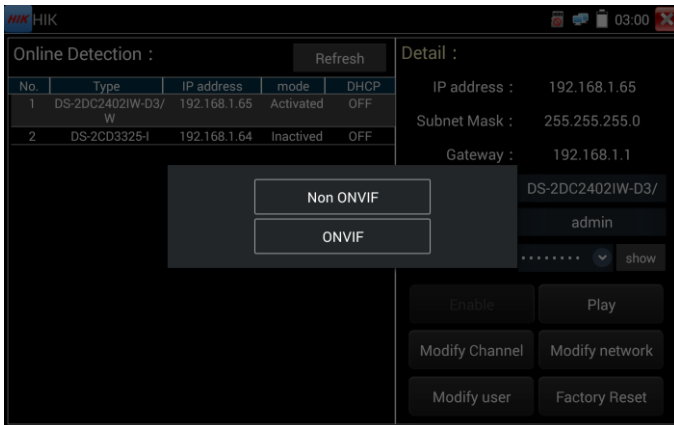 HIK HIK 03:00
Online Detection : Refresh
No. Type IP address mode DHCP
1 DS-2DC2402IW-D3/ 192.168.1.65 Activated OFF
W
2 DS-2CD3325-I 192.168.1.64 Inactived OFF
Non ONVIF
ONVIF
Detail :
IP address : 192.168.1.65
Subnet Mask : 255.255.255.0
Gateway : 192.168.1.1
DS-2DC2402IW-D3/
admin
········ show
Enable Play
Modify Channel Modify network
Modify user Factory Reset